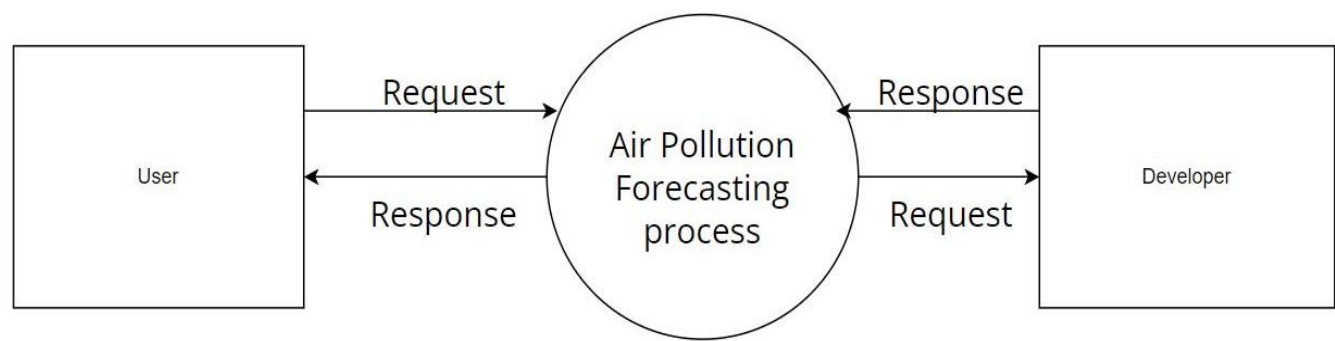 Request
Response
User
Air Pollution
Forecasting
process
Developer
Response
Request